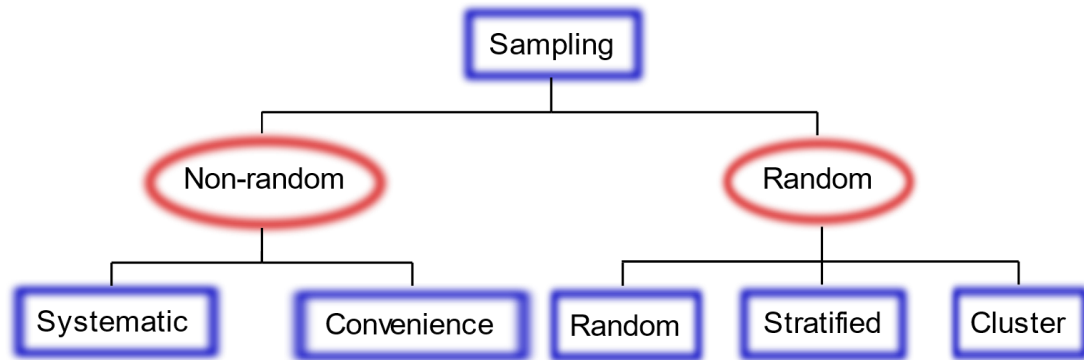 Sampling
Non-random
Random
Systematic
Convenience
Random
Stratified
Cluster